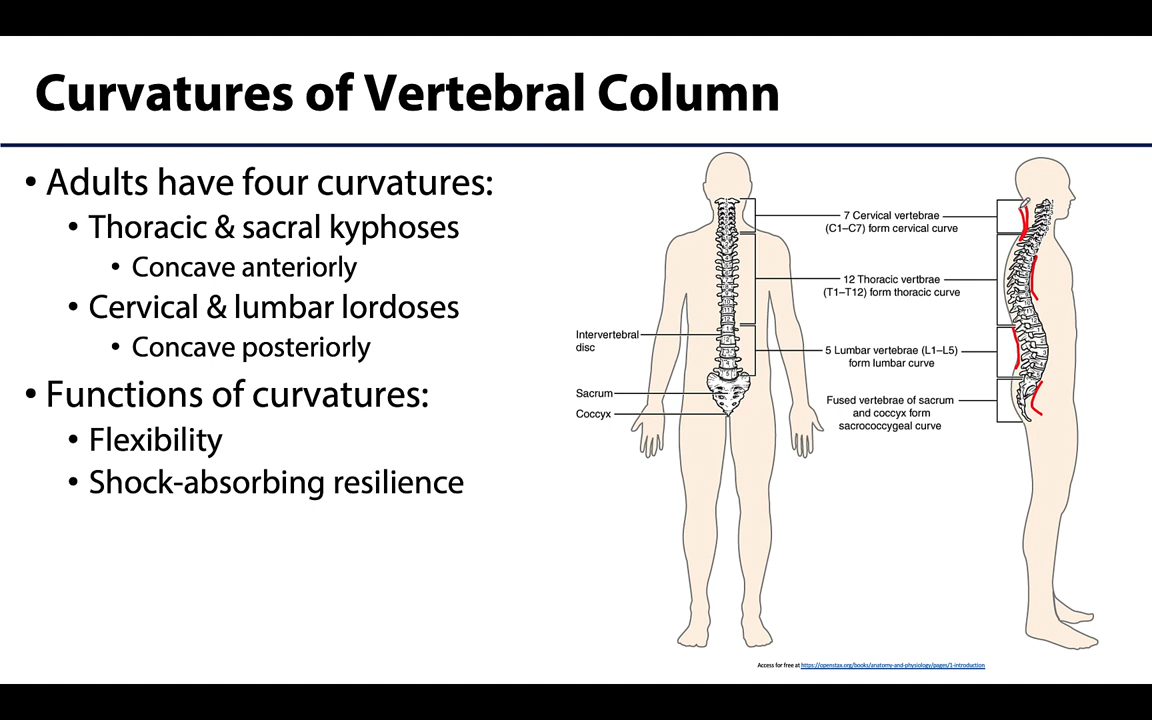 Curvatures of Vertebral Column
• Adults have four curvatures:
• Thoracic & sacral kyphoses
• Concave anteriorly
• Cervical & lumbar lordoses
• Concave posteriorly
• Functions of curvatures:
• Flexibility
• Shock-absorbing resilience
7 Cervical vertebrae
(C1–C7) form cervical curve
12 Thoracic vertbrae
(T1–T12) form thoracic curve
Intervertebral
disc
5 Lumbar vertebrae (L1–L5)
form lumbar curve
Sacrum
Coccyx
Fused vertebrae of sacrum
and coccyx form
sacrococcygeal curve
Access for free at https://openstax.org/books/anatomy-and-physiology/pages/1-introduction